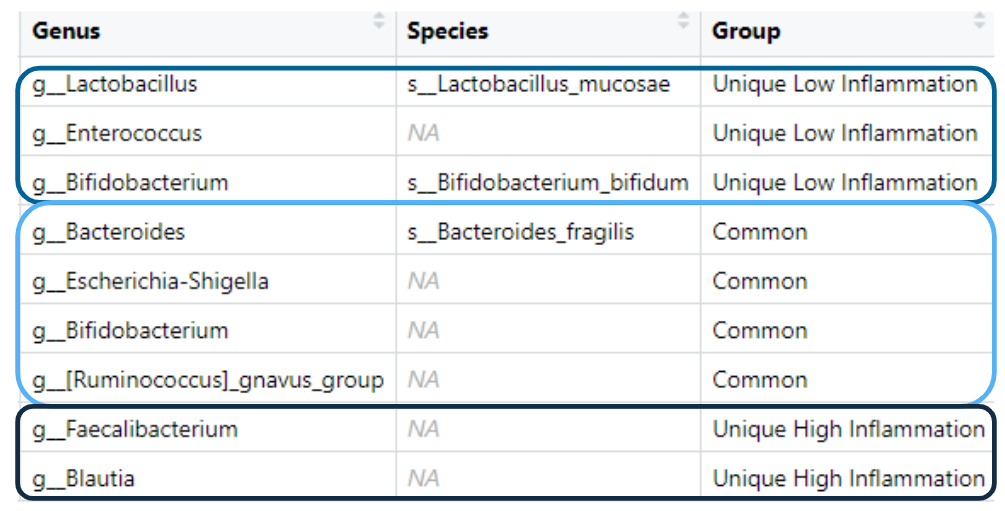 Genus Species Group
g__Lactobacillus s__Lactobacillus_mucosae Unique Low Inflammation
g__Enterococcus NA Unique Low Inflammation
g__Bifidobacterium s__Bifidobacterium_bifidum Unique Low Inflammation
g__Bacteroides s__Bacteroides_fragilis Common
g__Escherichia-Shigella NA Common
g__Bifidobacterium NA Common
g__[Ruminococcus]_gnavus_group NA Common
g__Faecalibacterium NA Unique High Inflammation
g__Blautia NA Unique High Inflammation